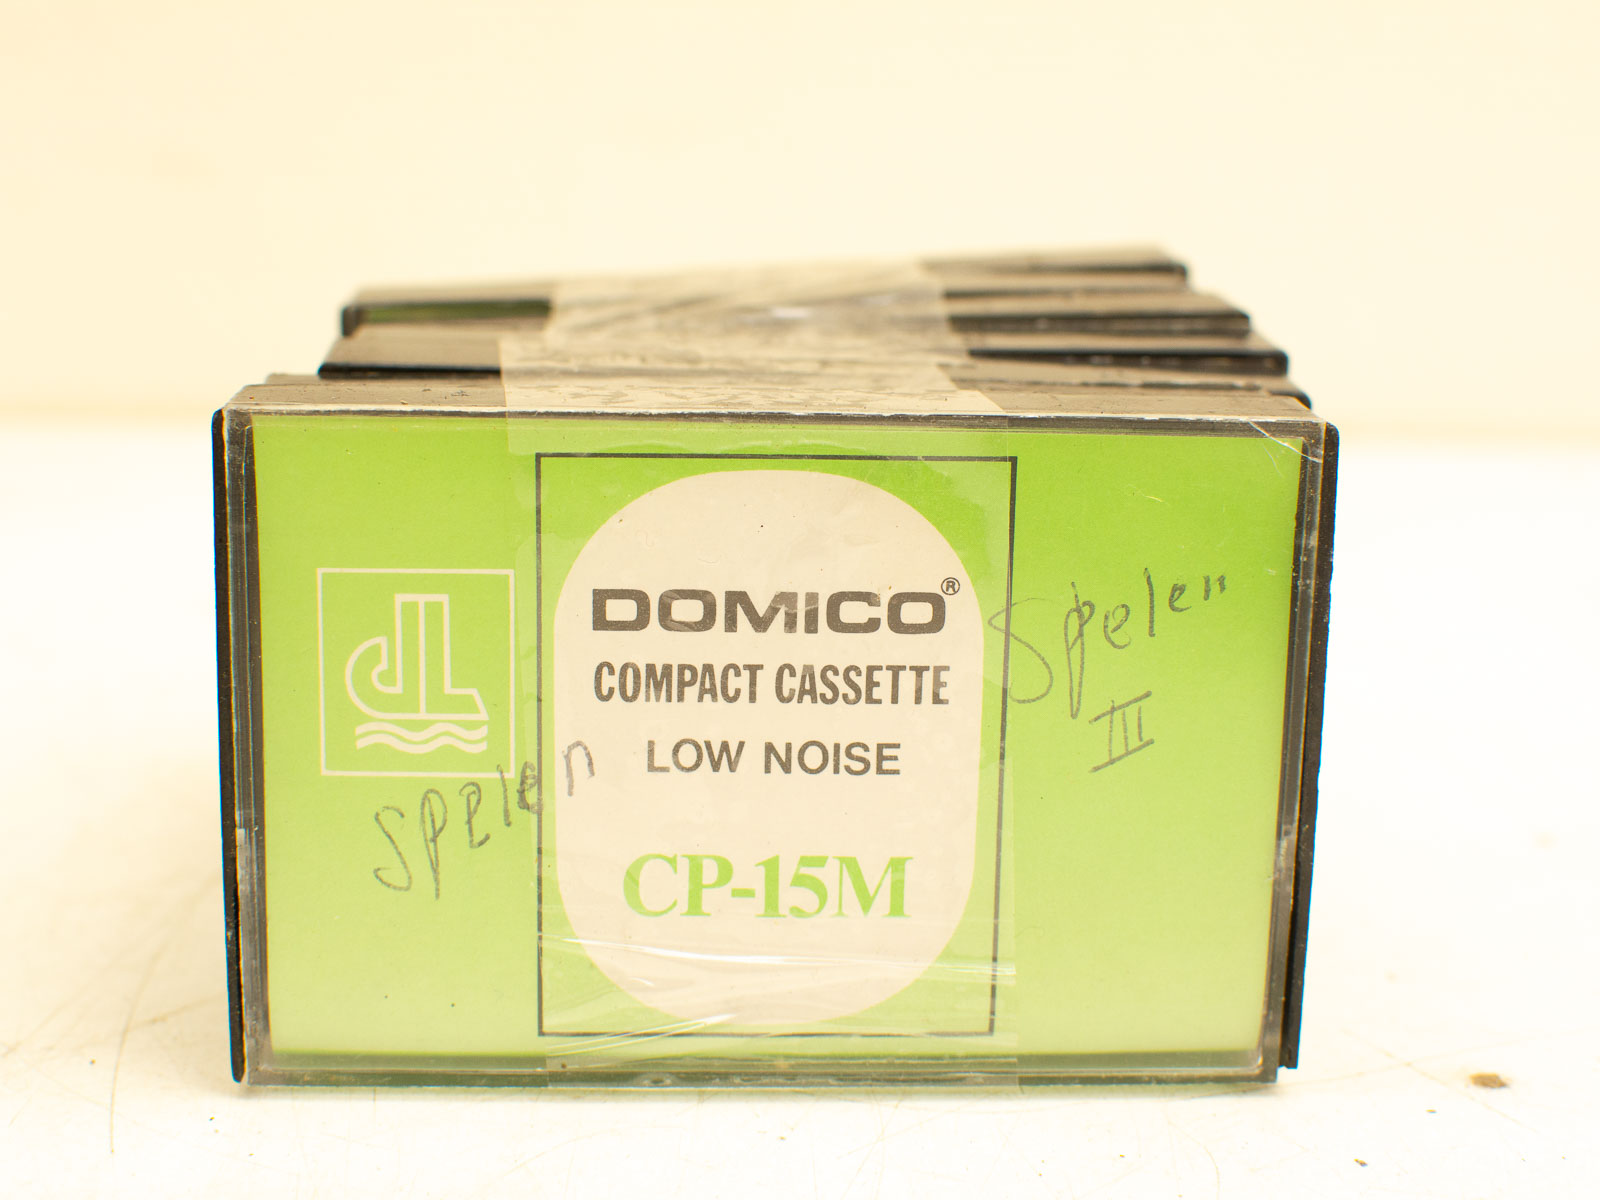 DOMICO®
COMPACT CASSETTE
LOW NOISE
CP-15M
Spelen
Spelen
III